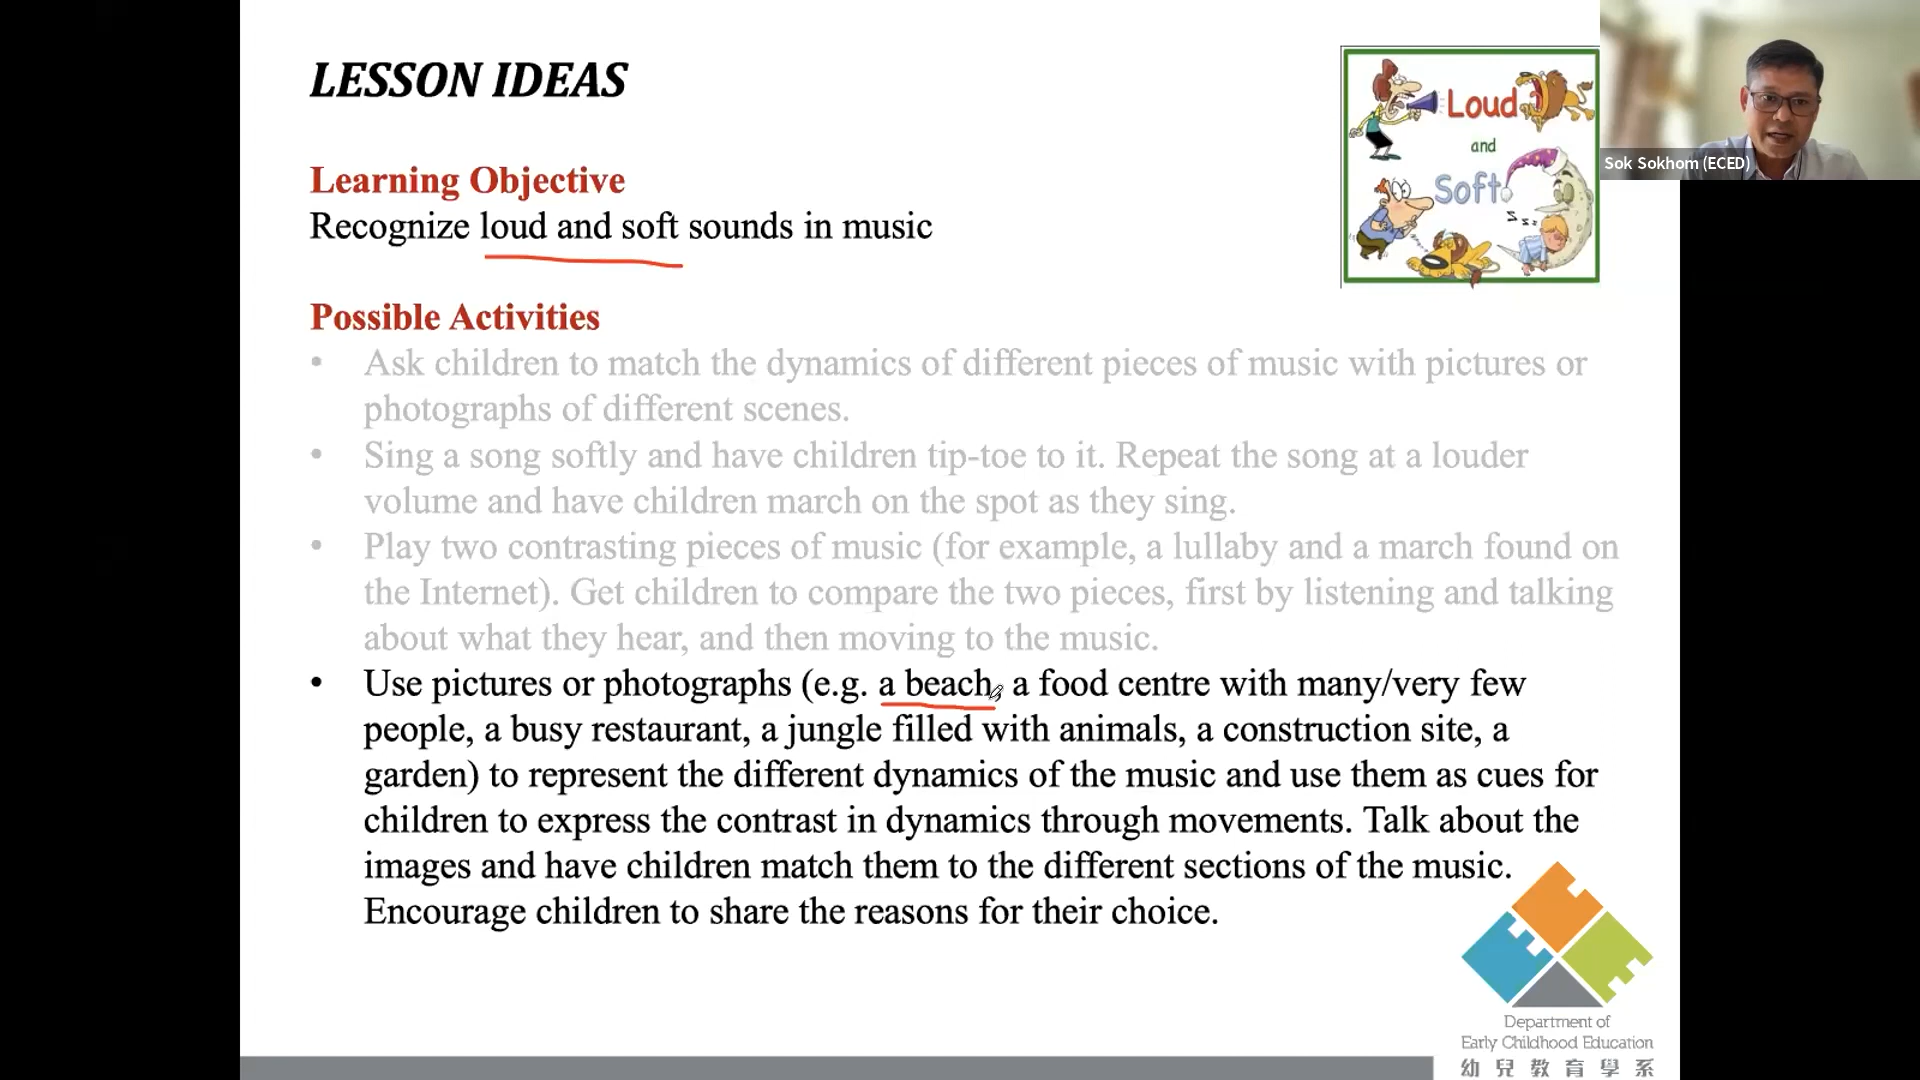 LESSON IDEAS
Loud
and
Soft
Sok Sokhom (ECED)
Learning Objective
Recognize loud and soft sounds in music
Possible Activities
• Ask children to match the dynamics of different pieces of music with pictures or
photographs of different scenes.
• Sing a song softly and have children tip-toe to it. Repeat the song at a louder
volume and have children march on the spot as they sing.
• Play two contrasting pieces of music (for example, a lullaby and a march found on
the Internet). Get children to compare the two pieces, first by listening and talking
about what they hear, and then moving to the music.
• Use pictures or photographs (e.g. a beach, a food centre with many/very few
people, a busy restaurant, a jungle filled with animals, a construction site, a
garden) to represent the different dynamics of the music and use them as cues for
children to express the contrast in dynamics through movements. Talk about the
images and have children match them to the different sections of the music.
Encourage children to share the reasons for their choice.
Department of
Early Childhood Education
幼兒教育學系